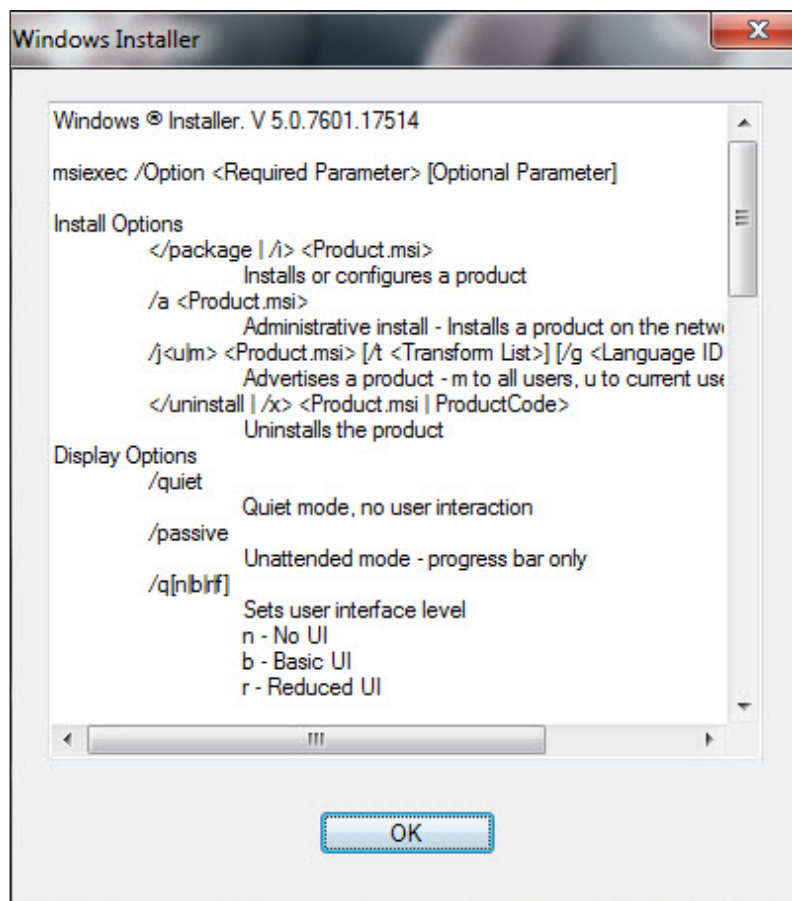 Windows Installer
Windows ® Installer. V 5.0.7601.17514
msiexec /Option <Required Parameter> [Optional Parameter]
Install Options
</package | /i> <Product.msi>
Installs or configures a product
/a <Product.msi>
Administrative install - Installs a product on the netw
/j<u|m> <Product.msi> [/t <Transform List>] [/g <Language ID
Advertises a product - m to all users, u to current use
</uninstall | /x> <Product.msi | ProductCode>
Uninstalls the product
Display Options
/quiet
Quiet mode, no user interaction
/passive
Unattended mode - progress bar only
/q[n|b|r|f]
Sets user interface level
n - No UI
b - Basic UI
r - Reduced UI
OK